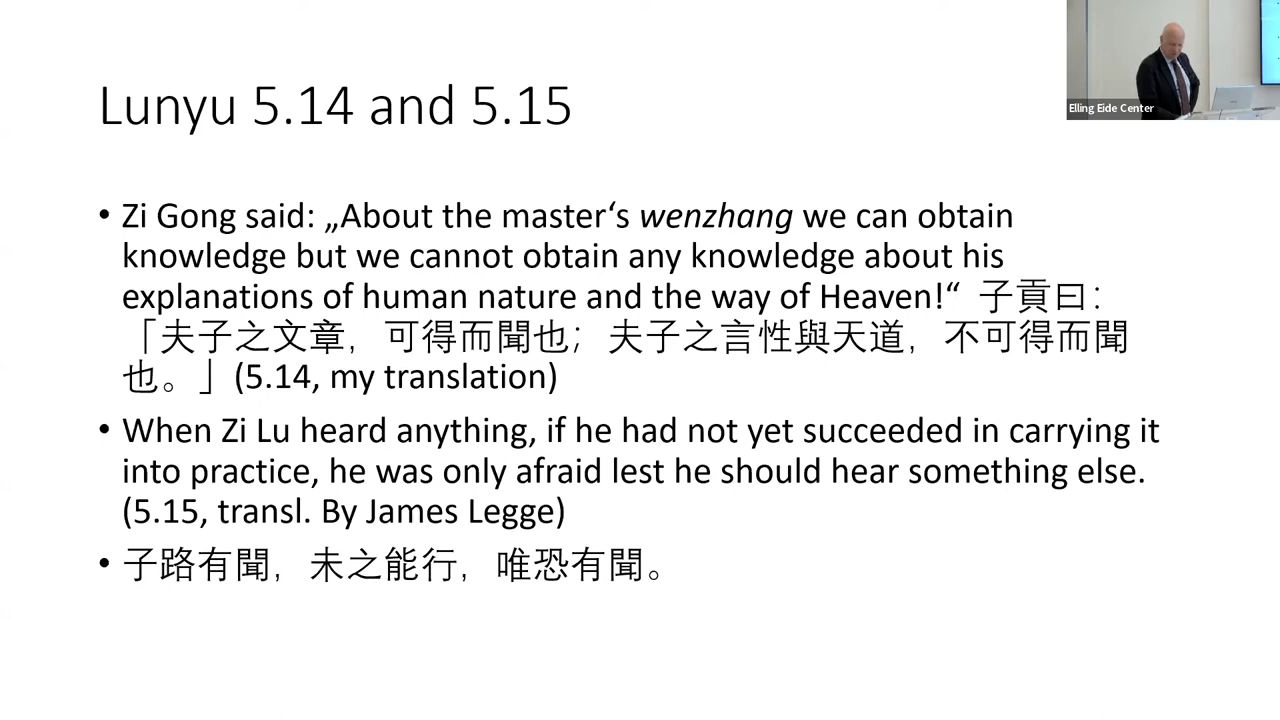 Elling Eide Center
Lunyu 5.14 and 5.15
• Zi Gong said: „About the master‘s wenzhang we can obtain
knowledge but we cannot obtain any knowledge about his
explanations of human nature and the way of Heaven!“ 子貢曰：
「夫子之文章，可得而聞也；夫子之言性與天道，不可得而聞
也。」(5.14, my translation)
• When Zi Lu heard anything, if he had not yet succeeded in carrying it
into practice, he was only afraid lest he should hear something else.
(5.15, transl. By James Legge)
• 子路有聞，未之能行，唯恐有聞。